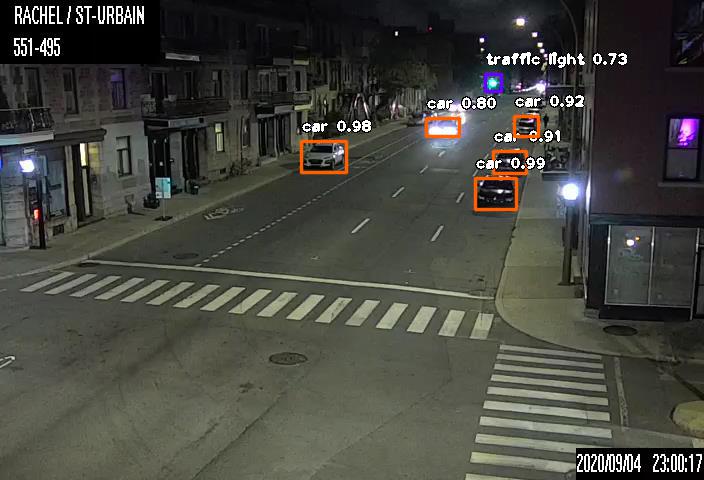 RACHEL / ST-URBAIN
551-495
traffic light 0.73
car 0.80
car 0.92
car 0.98
car 0.91
car 0.99
2020/09/04 23:00:17